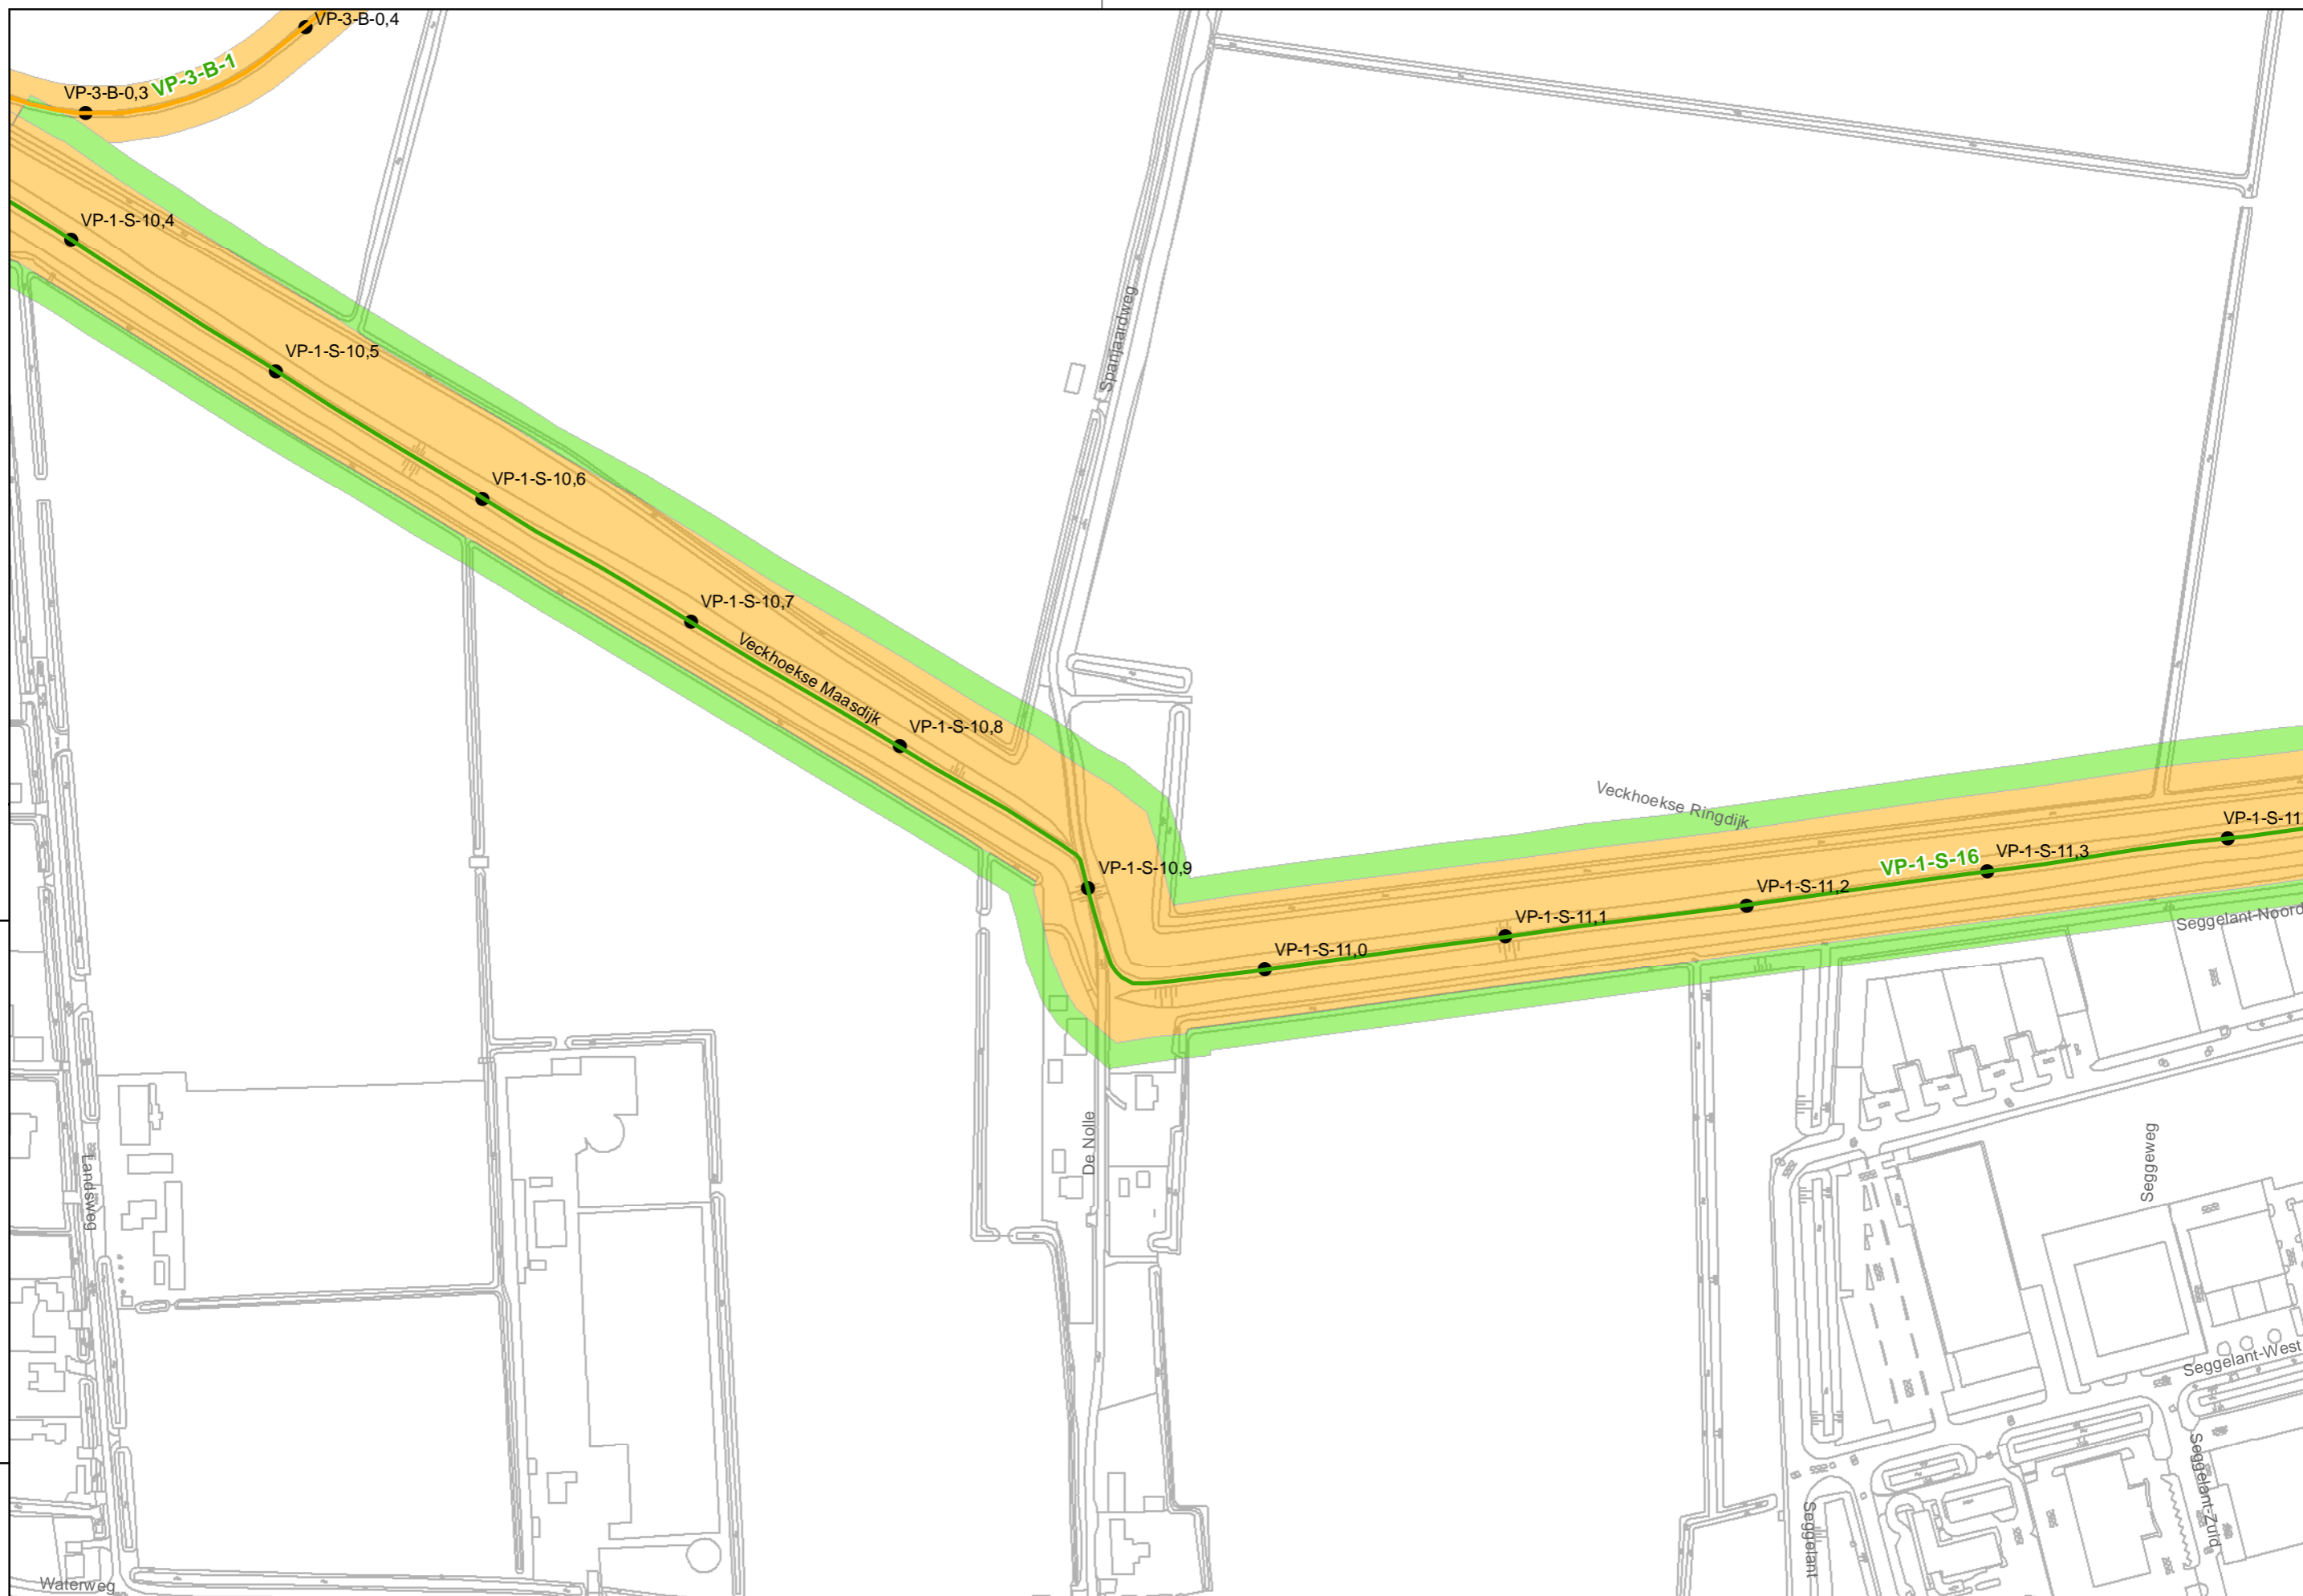 VP-3-B-0,4
VP-3-B-1
VP-3-B-0,3
VP-1-S-10,4
VP-1-S-10,5
Spanjaardweg
VP-1-S-10,6
VP-1-S-10,7
Veckhoekse Maasdijk
VP-1-S-10,8
Veckhoekse Ringdijk
VP-1-S-11
VP-1-S-11,3
VP-1-S-16
VP-1-S-10,9
VP-1-S-11,2
VP-1-S-11,1
Seggelant-Noord
VP-1-S-11,0
De Nolle
Seggeweg
Landsweg
Seggelant-West
Seggelant-Zuid
Seggelant
Waterweg